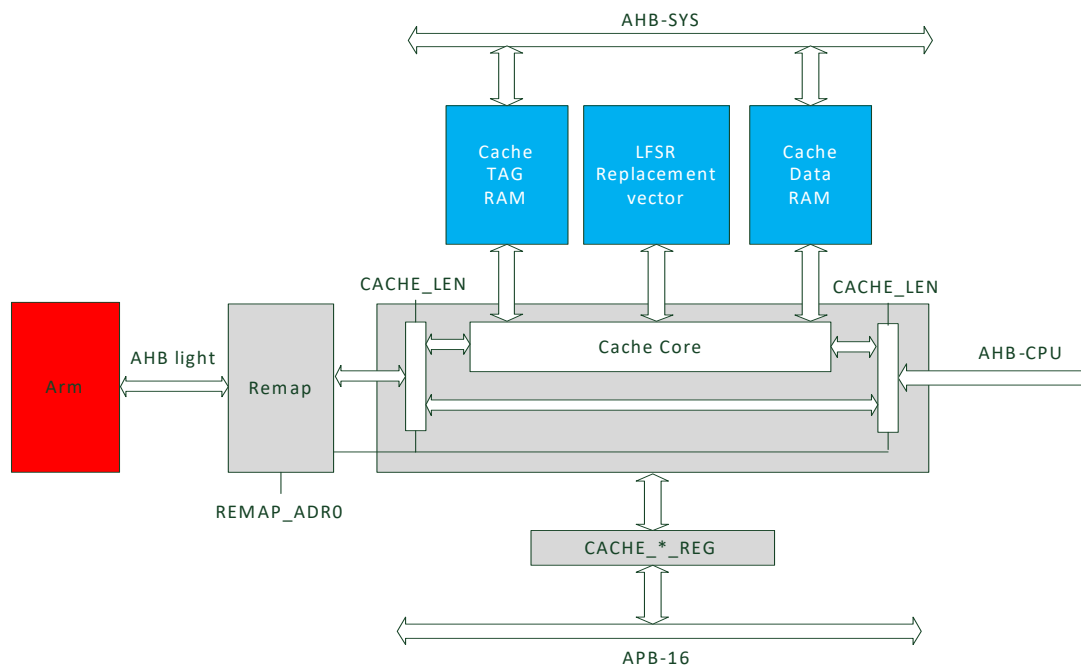 AHB-SYS
Cache
TAG
RAM
LFSR
Replacement
vector
Cache
Data
RAM
CACHE_LEN
CACHE_LEN
Arm
AHB light
Remap
Cache Core
AHB-CPU
REMAP_ADR0
CACHE_*_REG
APB-16